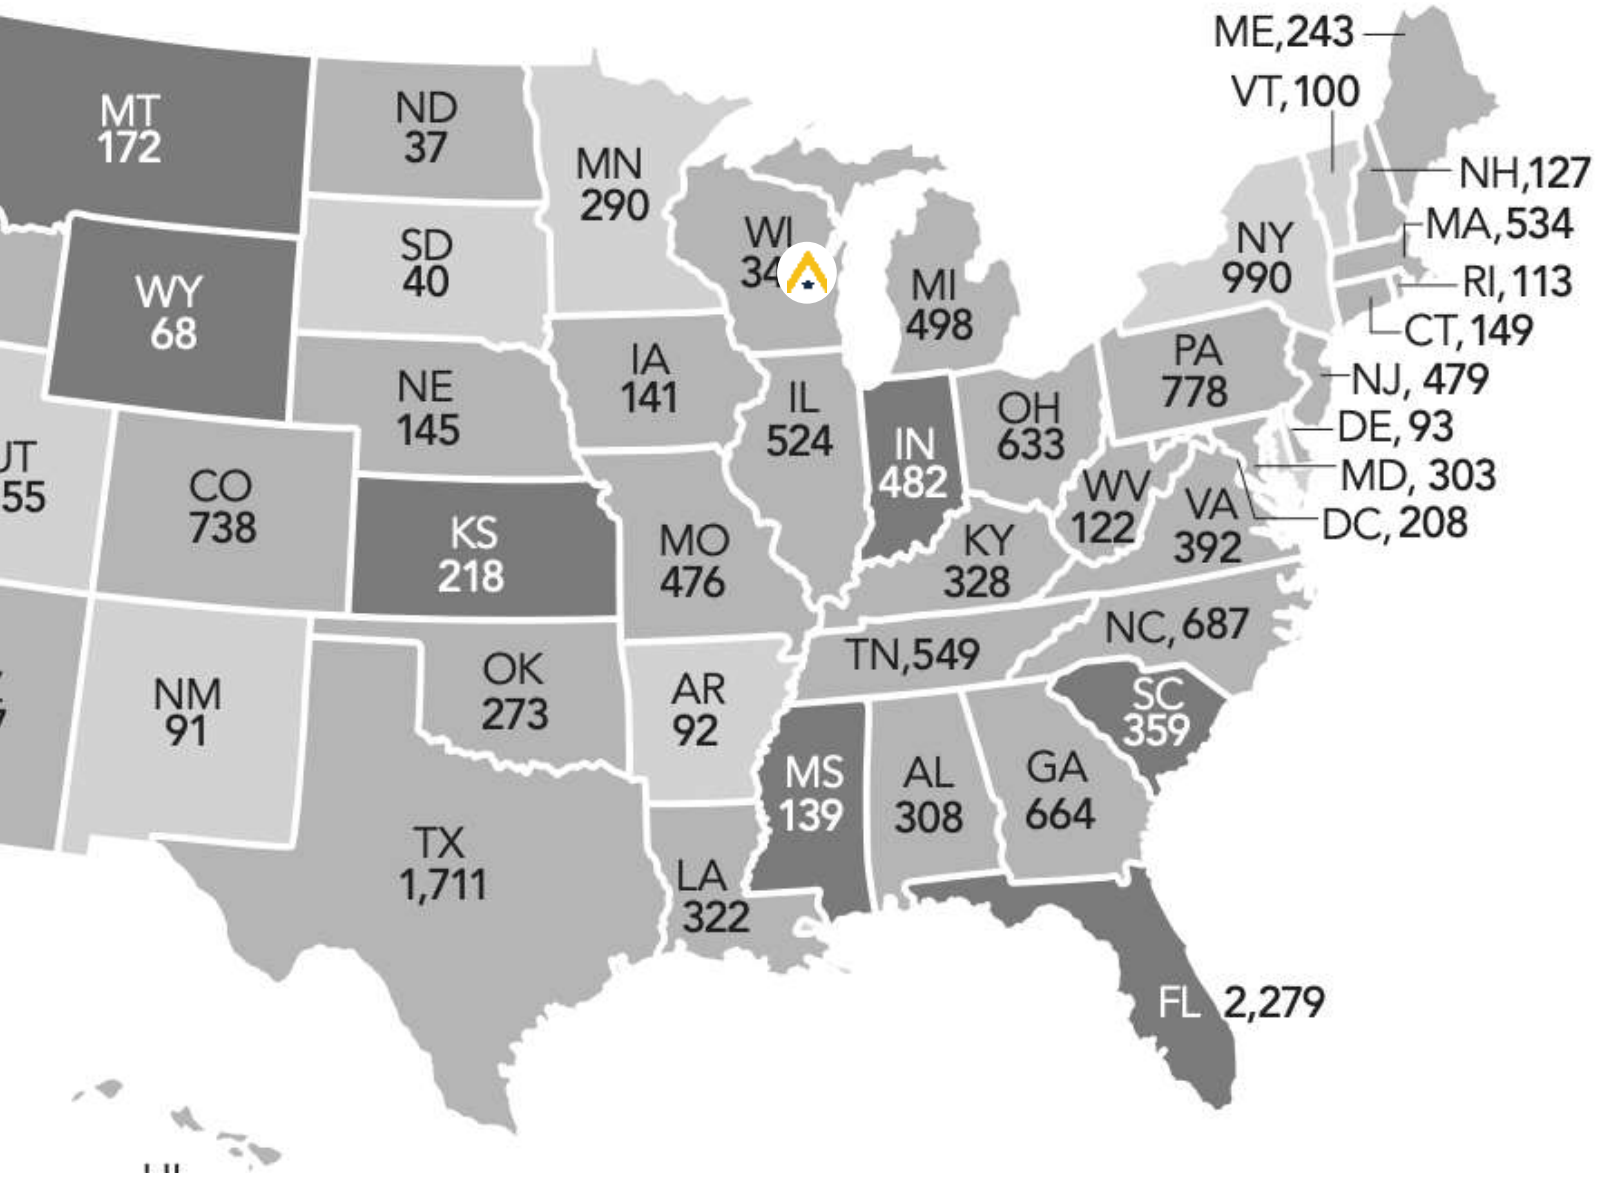 ME,243
VT,100
MT
172
ND
37
MN
290
NH,127
MA,534
WI
NY
990
SD
40
RI,113
WY
68
MI
498
CT,149
IA
141
PA
778
NJ, 479
NE
145
IL
524
OH
633
DE, 93
IN
482
MD, 303
CO
738
WV
122
VA
392
DC, 208
KS
218
MO
476
KY
328
NC, 687
TN,549
OK
273
NM
91
AR
92
SC
359
MS
139
AL
308
GA
664
TX
1,711
LA
322
FL 2,279